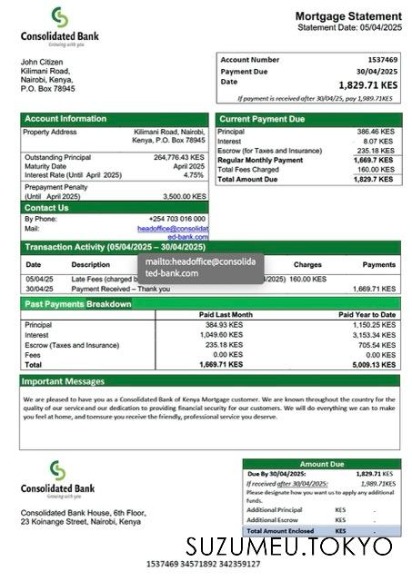 Consolidated Bank
Growing with you
Mortgage Statement
Statement Date: 05/04/2025
John Citizen
Kilimani Road,
Nairobi, Kenya,
P.O. Box 78945
Account Number 1537469
Payment Due 30/04/2025
Date 1,829.71 KES
If payment is received after 30/04/25, pay 1,989.71KES
Account Information
Property Address Kilimani Road, Nairobi,
Kenya, P.O. Box 78945
Outstanding Principal 264,776.43 KES
Maturity Date April 2025
Interest Rate (Until April 2025) 4.75%
Prepayment Penalty
(Until April 2025) 3,500.00 KES
Contact Us
By Phone: +254 703 016 000
Mail: headoffice@consolidat
ed-bank.com
Current Payment Due
Principal 386.46 KES
Interest 8.07 KES
Escrow (for Taxes and Insurance) 235.18 KES
Regular Monthly Payment 1,669.7 KES
Total Fees Charged 160.00 KES
Total Amount Due 1,829.7 KES
Transaction Activity (05/04/2025 – 30/04/2025)
mailto:headoffice@consolida
ted-bank.com
Date Description Charges Payments
05/04/25 Late Fees (charged b /2025) 160.00 KES
30/04/25 Payment Received – Thank you 1,669.71 KES
Past Payments Breakdown
Paid Last Month Paid Year to Date
Principal 384.93 KES 1,150.25 KES
Interest 1,049.60 KES 3,153.34 KES
Escrow (Taxes and Insurance) 235.18 KES 705.54 KES
Fees 0.00 KES 0.00 KES
Total 1,669.71 KES 5,009.13 KES
Important Messages
We are pleased to have you as a Consolidated Bank of Kenya Mortgage customer. We are known throughout the country for the
quality of our service and our dedication to providing financial security for our customers. We will do everything we can to make
you feel at home, and to ensure you receive the friendly, professional service you deserve.
Consolidated Bank
Growing with you
Consolidated Bank House, 6th Floor,
23 Koinange Street, Nairobi, Kenya
Amount Due
Due By 30/04/2025: 1,829.71 KES
If received after 30/04/2025: 1,989.71KES
Please designate how you want us to apply any additional
funds.
Additional Principal KES -
Additional Escrow KES -
Total Amount Enclosed KES -
SUZUMEU.TOKYO
1537469 34571892 342359127